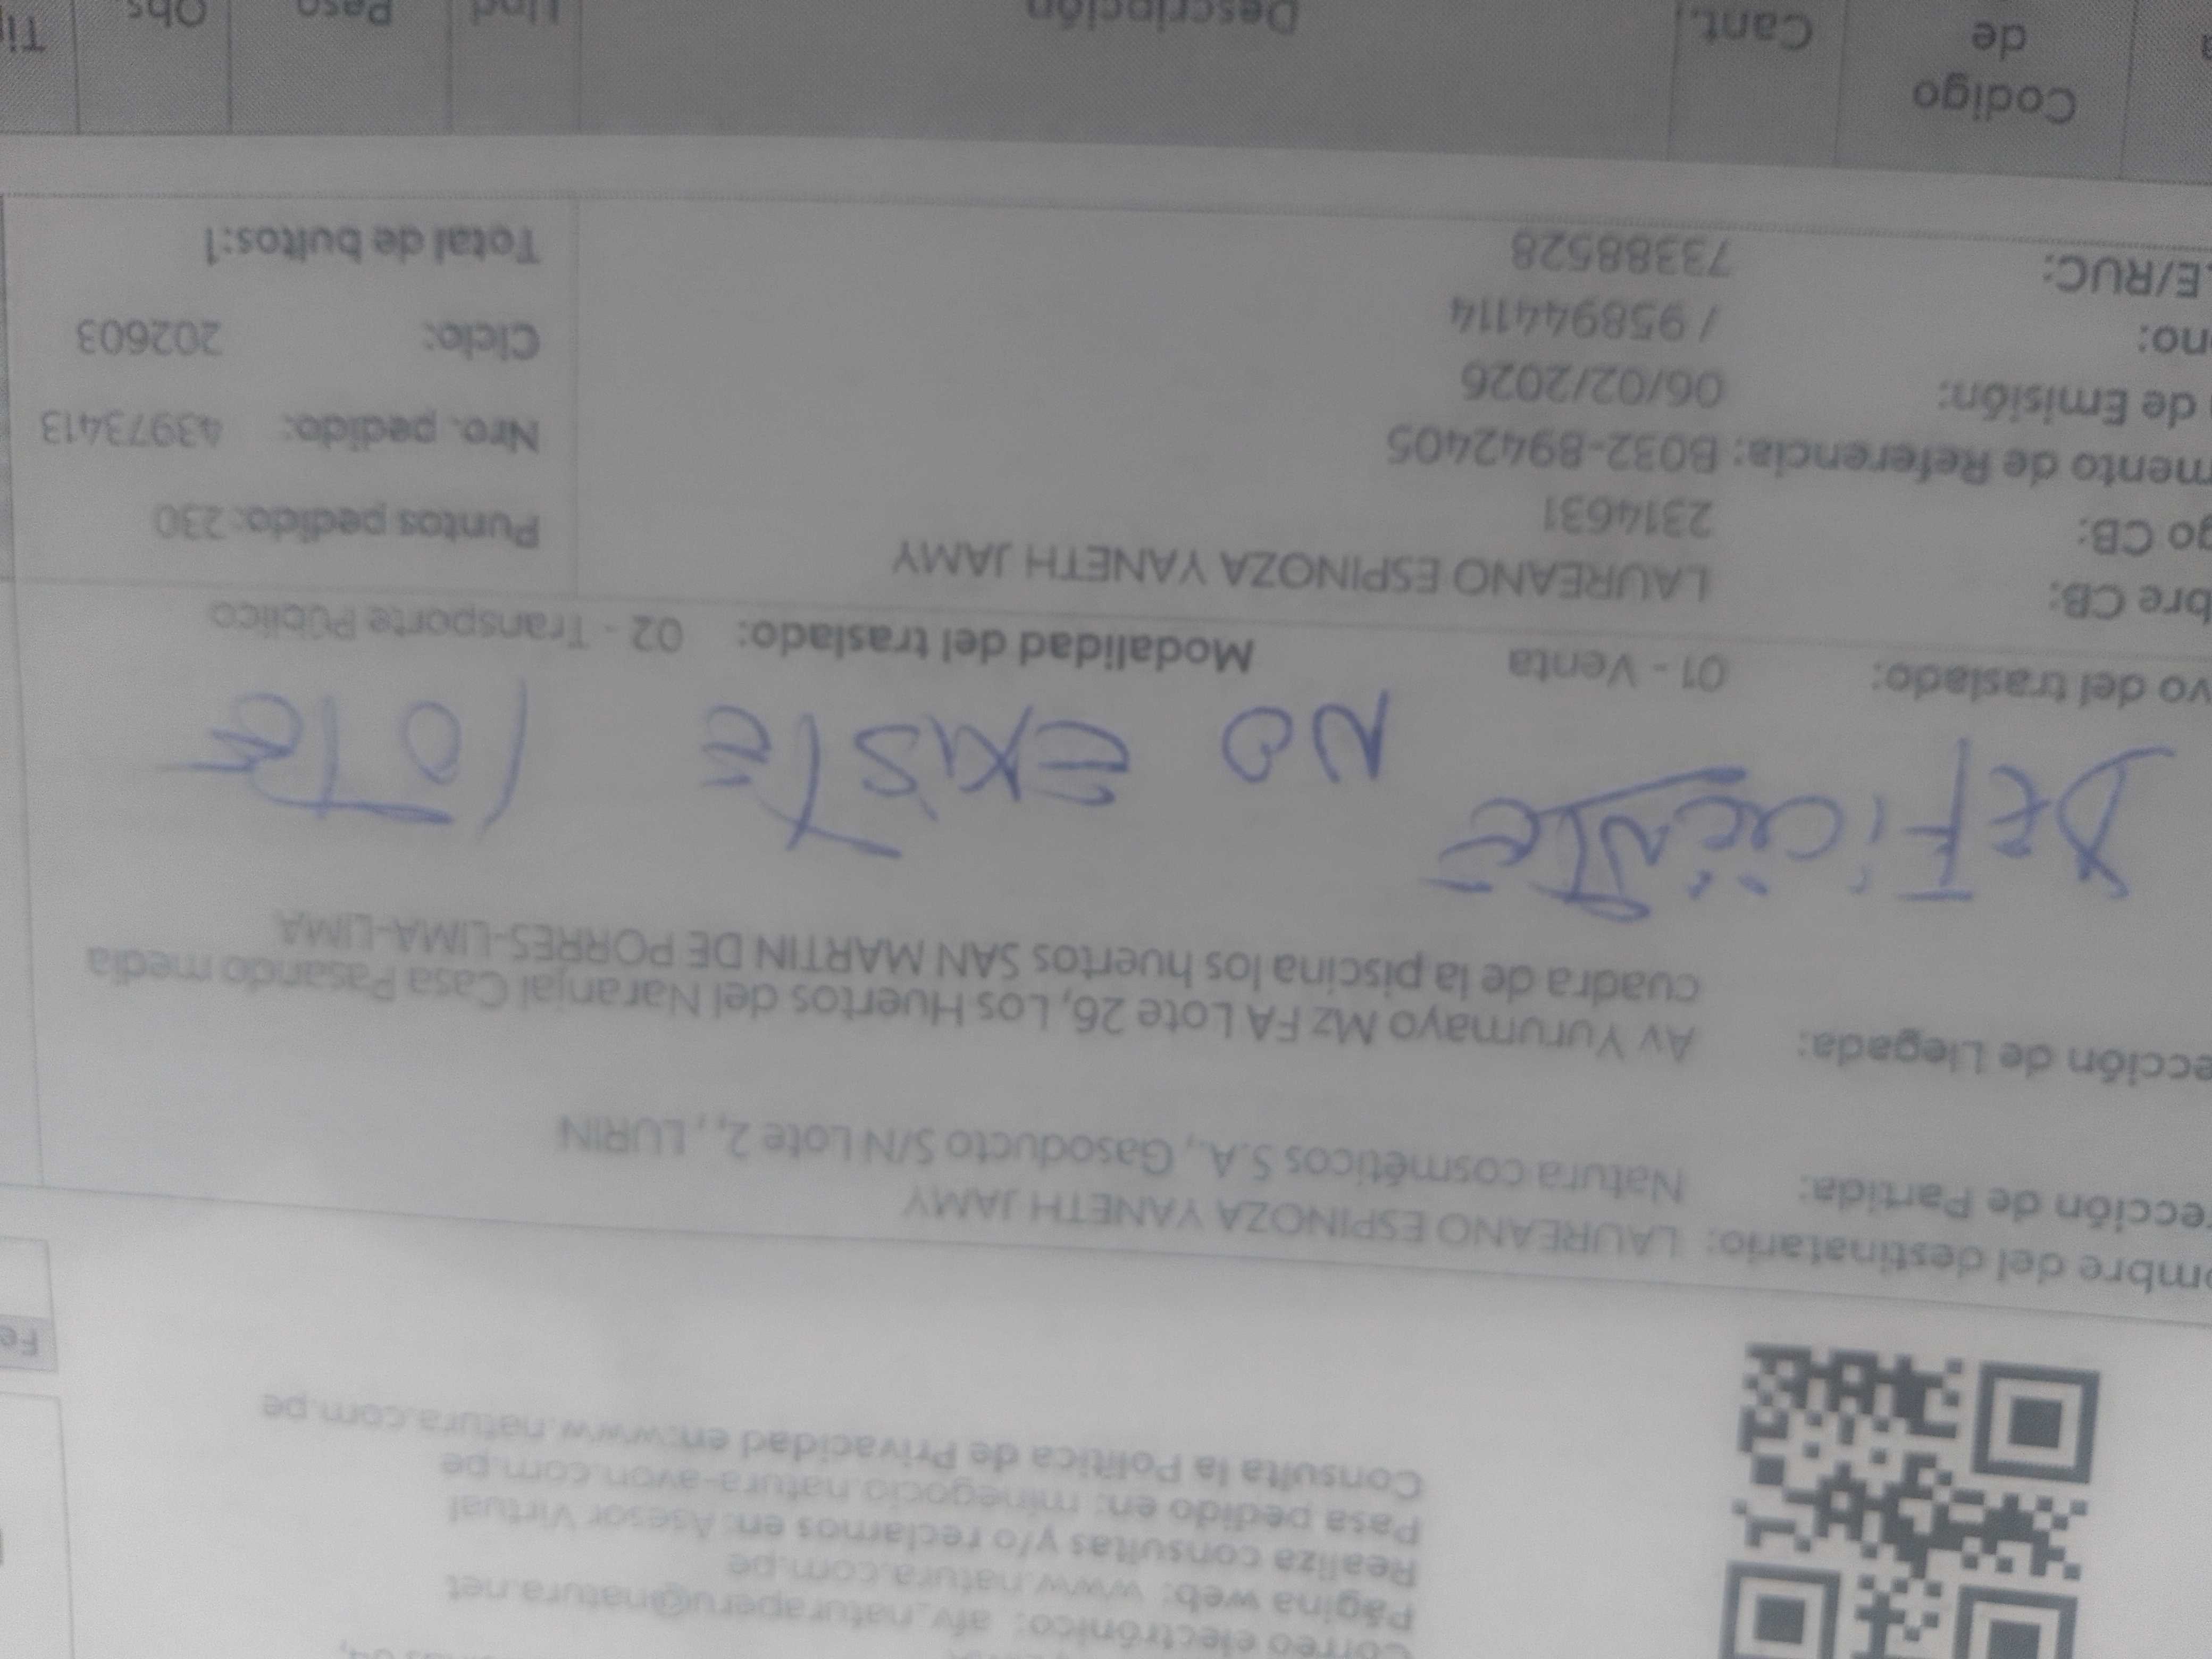 Correo electrónico: afv_naturaperu@natura.net
Página web: www.natura.com.pe
Realiza consultas y/o reclamos en: Asesor Virtual
Pasa pedido en: minegocio.natura-avon.com.pe
Consulta la Política de Privacidad en:www.natura.com.pe
Fe
ombre del destinatario: LAUREANO ESPINOZA YANETH JAMY
rección de Partida: Natura cosméticos S.A., Gasoducto S/N Lote 2, , LURIN
ección de Llegada: Av Yurumayo Mz FA Lote 26, Los Huertos del Naranjal Casa Pasando media
cuadra de la piscina los huertos SAN MARTIN DE PORRES-LIMA-LIMA
DEFICIENTE NO EXISTE LOTE
vo del traslado: 01 - Venta Modalidad del traslado: 02 - Transporte Público
bre CB: LAUREANO ESPINOZA YANETH JAMY
go CB: 2314631 Puntos pedido: 230
mento de Referencia: B032-8942405 Nro. pedido: 43973413
de Emisión: 06/02/2026
no: / 958944114 Ciclo: 202603
E/RUC: 73388528 Total de bultos:1
Codigo
de Cant. Descripción Und Peso Obs Tip